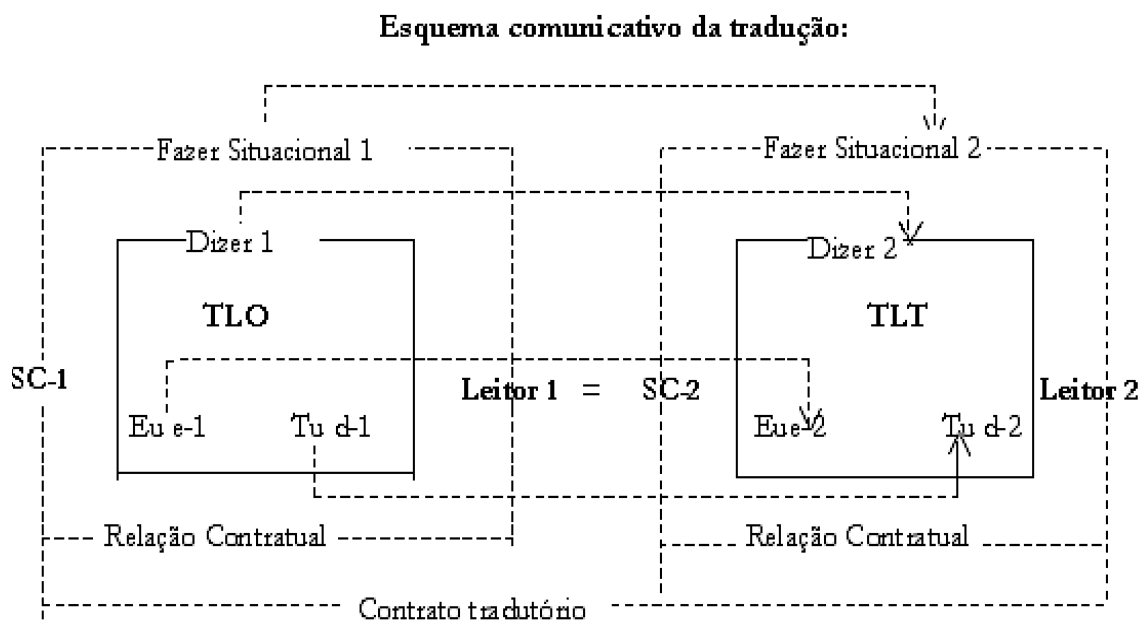 Esquema comunicativo da tradução:
Fazer Situacional 1
Fazer Situacional 2
Dizer 1
Dizer 2
TLO
TLT
SC-1
Leitor 1 = SC-2
Leitor 2
Eu e-1
Tu d-1
Eu e-2
Tu d-2
Relação Contratual
Relação Contratual
Contrato tradutório